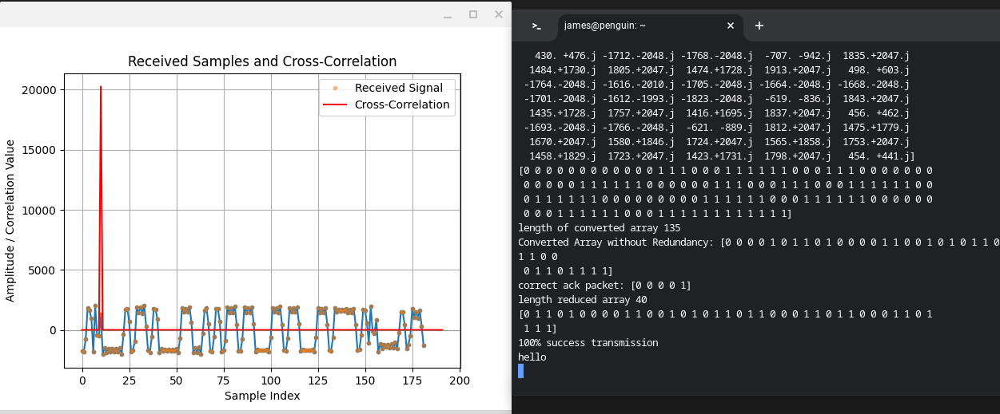 Received Samples and Cross-Correlation
Received Signal
Cross-Correlation
20000
15000
10000
5000
0
Amplitude / Correlation Value
0 25 50 75 100 125 150 175 200
Sample Index
james@penguin: ~
430. +476.j -1712.-2048.j -1768.-2048.j -707. -942.j 1835.+2047.j
1484.+1730.j 1805.+2047.j 1474.+1728.j 1913.+2047.j 498. +603.j
-1764.-2048.j -1616.-2010.j -1705.-2048.j -1664.-2048.j -1668.-2048.j
-1701.-2048.j -1612.-1993.j -1823.-2048.j -619. -836.j 1843.+2047.j
1435.+1728.j 1757.+2047.j 1416.+1695.j 1837.+2047.j 456. +462.j
-1693.-2048.j -1766.-2048.j -621. -889.j 1812.+2047.j 1475.+1779.j
1670.+2047.j 1580.+1846.j 1724.+2047.j 1565.+1858.j 1753.+2047.j
1458.+1829.j 1723.+2047.j 1423.+1731.j 1798.+2047.j 454. +441.j]
[0 0 0 0 0 0 0 0 0 0 0 0 1 1 1 0 0 0 1 1 1 1 1 1 0 0 0 1 1 1 0 0 0 0 0 0 0
0 0 0 0 0 1 1 1 1 1 1 0 0 0 0 0 0 1 1 1 0 0 0 1 1 1 0 0 0 1 1 1 1 1 1 0 0
0 1 1 1 1 1 1 0 0 0 0 0 0 0 0 0 1 1 1 1 1 1 0 0 0 1 1 1 1 1 1 0 0 0 0 0 0
0 0 0 1 1 1 1 1 1 0 0 0 1 1 1 1 1 1 1 1 1 1 1 1]
length of converted array 135
Converted Array without Redundancy: [0 0 0 0 1 0 1 1 0 1 0 0 0 0 1 1 0 0 1 0 1 0 1 1 0
1 1 0 0
0 1 1 0 1 1 1 1]
correct ack packet: [0 0 0 0 1]
length reduced array 40
[0 1 1 0 1 0 0 0 0 1 1 0 0 1 0 1 0 1 1 0 1 1 0 0 0 1 1 0 1 1 0 0 0 1 1 0 1
1 1 1]
100% success transmission
hello